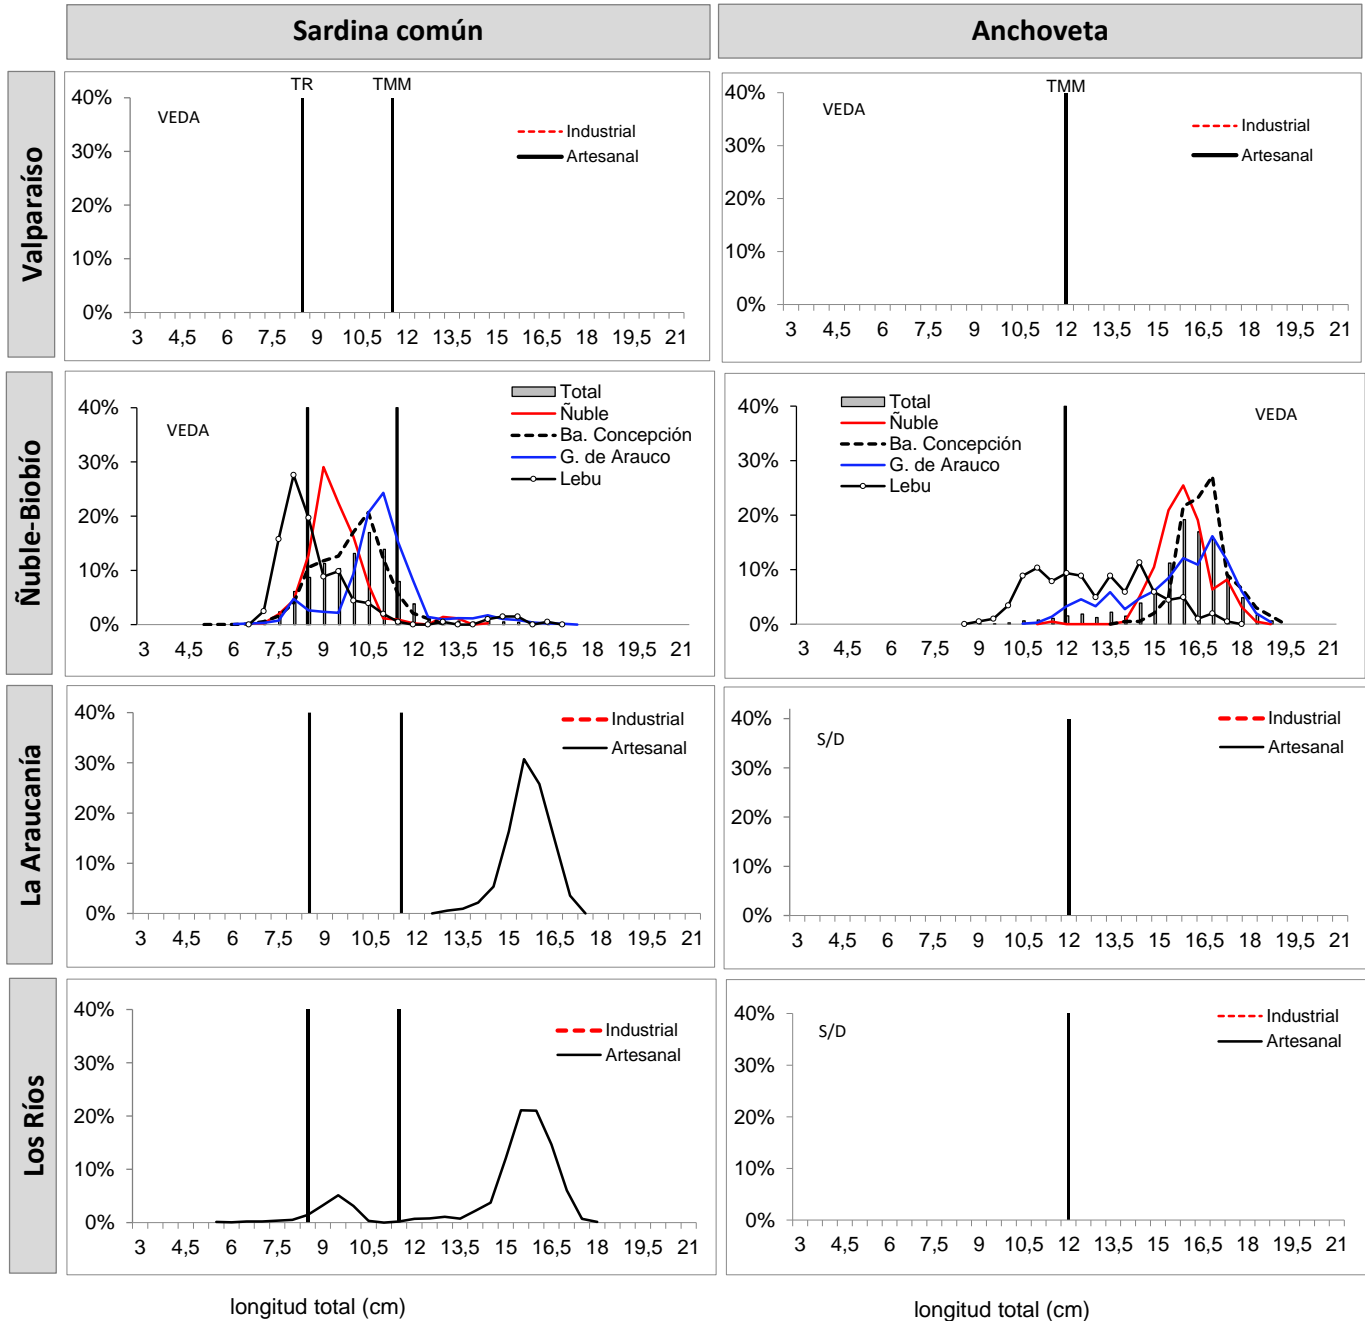 Sardina común
Anchoveta
Valparaíso
TR
TMM
VEDA
40%
30%
20%
10%
0%
Industrial
Artesanal
3 4,5 6 7,5 9 10,5 12 13,5 15 16,5 18 19,5 21
TMM
VEDA
40%
30%
20%
10%
0%
Industrial
Artesanal
3 4,5 6 7,5 9 10,5 12 13,5 15 16,5 18 19,5 21
Ñuble-Biobío
VEDA
40%
30%
20%
10%
0%
Total
Ñuble
Ba. Concepción
G. de Arauco
Lebu
3 4,5 6 7,5 9 10,5 12 13,5 15 16,5 18 19,5 21
VEDA
40%
30%
20%
10%
0%
Total
Ñuble
Ba. Concepción
G. de Arauco
Lebu
3 4,5 6 7,5 9 10,5 12 13,5 15 16,5 18 19,5 21
La Araucanía
40%
30%
20%
10%
0%
Industrial
Artesanal
3 4,5 6 7,5 9 10,5 12 13,5 15 16,5 18 19,5 21
S/D
40%
30%
20%
10%
0%
Industrial
Artesanal
3 4,5 6 7,5 9 10,5 12 13,5 15 16,5 18 19,5 21
Los Ríos
40%
30%
20%
10%
0%
Industrial
Artesanal
3 4,5 6 7,5 9 10,5 12 13,5 15 16,5 18 19,5 21
S/D
40%
30%
20%
10%
0%
Industrial
Artesanal
3 4,5 6 7,5 9 10,5 12 13,5 15 16,5 18 19,5 21
longitud total (cm)
longitud total (cm)